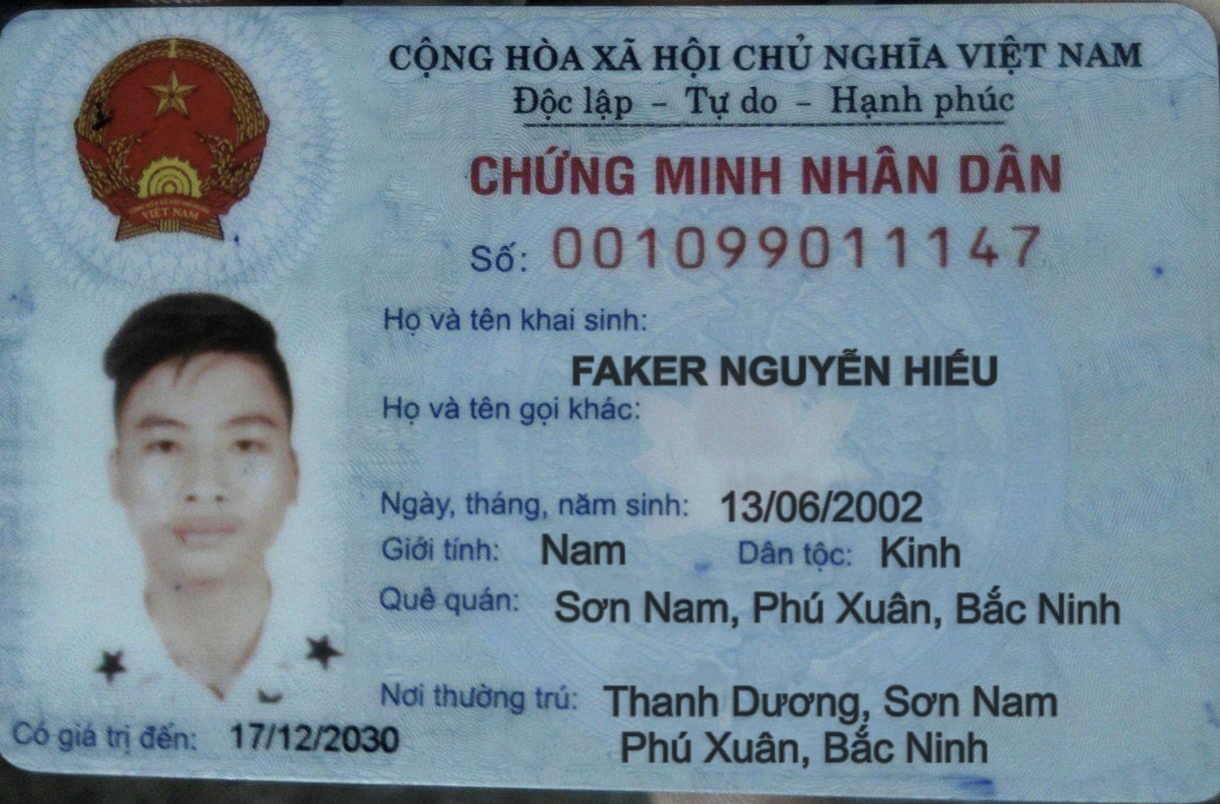 CỘNG HÒA XÃ HỘI CHỦ NGHĨA VIỆT NAM
Độc lập - Tự do - Hạnh phúc
CHỨNG MINH NHÂN DÂN
Số: 001099011147
VIỆT NAM
Họ và tên khai sinh:
FAKER NGUYỄN HIẾU
Họ và tên gọi khác:
Ngày, tháng, năm sinh: 13/06/2002
Giới tính: Nam Dân tộc: Kinh
Quê quán: Sơn Nam, Phú Xuân, Bắc Ninh
Nơi thường trú: Thanh Dương, Sơn Nam
Phú Xuân, Bắc Ninh
Có giá trị đến: 17/12/2030